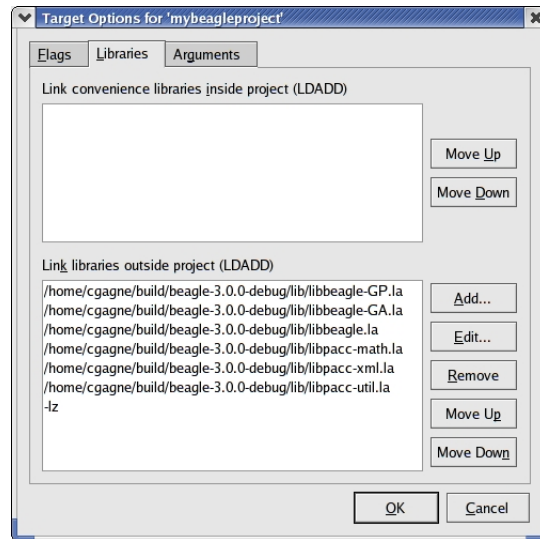 Target Options for 'mybeagleproject'
Flags Libraries Arguments
Link convenience libraries inside project (LDADD)
Move Up
Move Down
Link libraries outside project (LDADD)
/home/cgagne/build/beagle-3.0.0-debug/lib/libbeagle-GP.la
/home/cgagne/build/beagle-3.0.0-debug/lib/libbeagle-GA.la
/home/cgagne/build/beagle-3.0.0-debug/lib/libbeagle.la
/home/cgagne/build/beagle-3.0.0-debug/lib/libpacc-math.la
/home/cgagne/build/beagle-3.0.0-debug/lib/libpacc-xml.la
/home/cgagne/build/beagle-3.0.0-debug/lib/libpacc-util.la
-lz
Add...
Edit...
Remove
Move Up
Move Down
OK Cancel